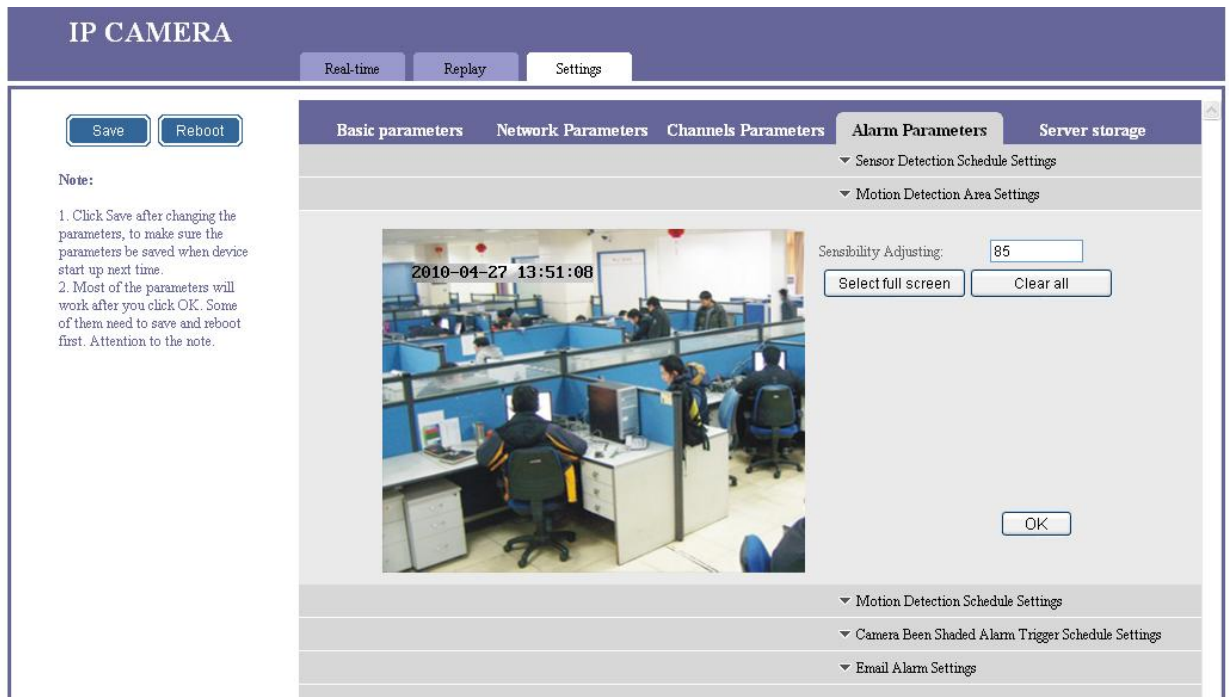 IP CAMERA
Real-time Replay Settings
Save Reboot
Note:
1. Click Save after changing the
parameters, to make sure the
parameters be saved when device
start up next time.
2. Most of the parameters will
work after you click OK. Some
of them need to save and reboot
first. Attention to the note.
Basic parameters Network Parameters Channels Parameters Alarm Parameters Server storage
Sensor Detection Schedule Settings
Motion Detection Area Settings
2010-04-27 13:51:08
Sensibility Adjusting: 85
Select full screen Clear all
OK
Motion Detection Schedule Settings
Camera Been Shaded Alarm Trigger Schedule Settings
Email Alarm Settings